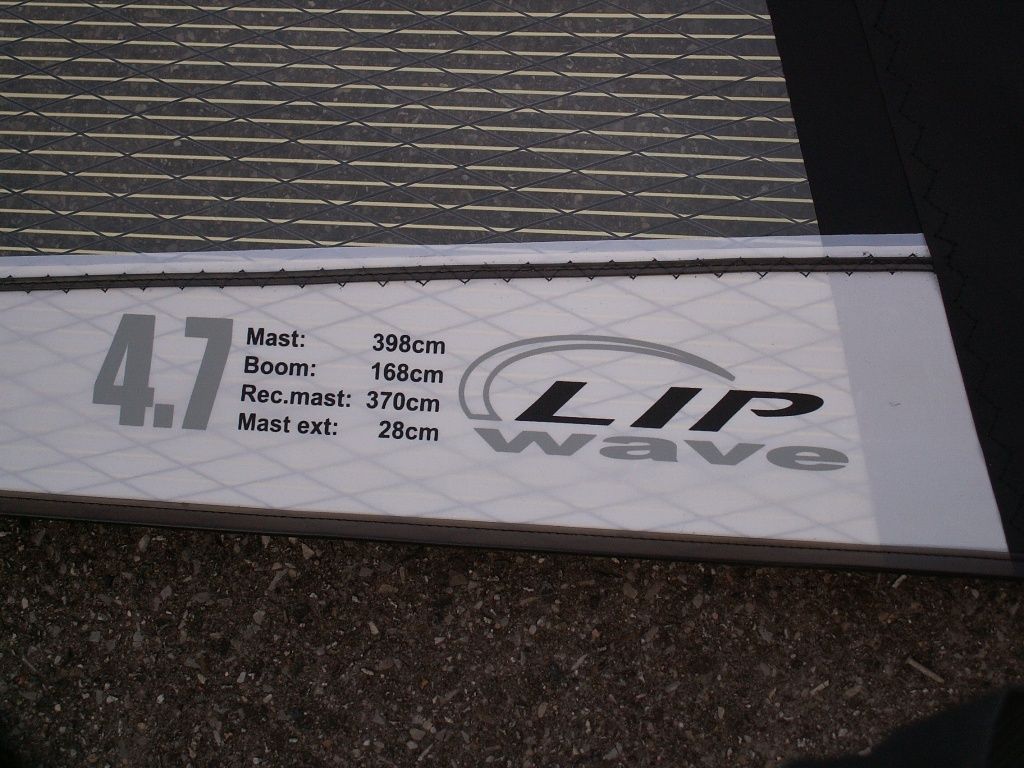 4.7
Mast: 398cm
Boom: 168cm
Rec.mast: 370cm
Mast ext: 28cm
LIP
wave